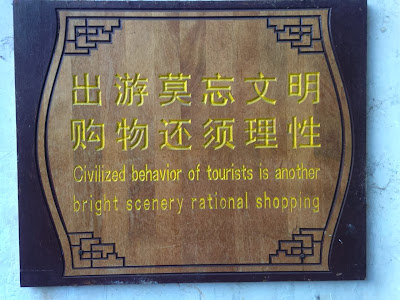 出游莫忘文明
购物还须理性
Civilized behavior of tourists is another
bright scenery rational shopping